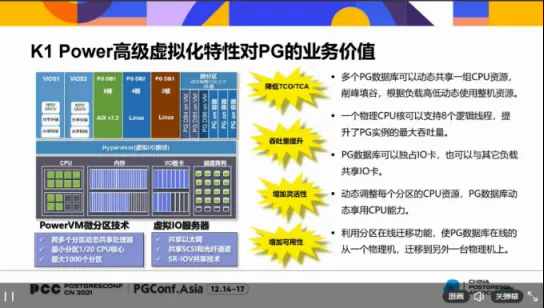 K1 Power高级虚拟化特性对PG的业务价值
VIOS1
VIOS2
PG DB1
4核
AIX v7.2
PG DB2
4核
Linux
PG DB3
2核
Linux
微分区
Hypervisor(虚拟I/O路径)
CPU
内存
I/O板卡
磁盘阵列
PowerVM微分区技术
跨多个分区动态共享处理器
最小分区1/20 CPU核心
最大1000个分区
虚拟IO服务器
共享以太网
共享SCSI和光纤通道
SR-IOV共享技术
降低TCO/TCA
吞吐量提升
增加灵活性
增加可用性
• 多个PG数据库可以动态共享一组CPU资源,
削峰填谷,根据负载高低动态使用整机资源。
• 一个物理CPU核可以支持8个逻辑线程,提
升了PG实例的最大吞吐量。
• PG数据库可以独占IO卡,也可以与其它负载
共享IO卡。
• 动态调整每个分区的CPU资源,PG数据库动
态享用CPU能力。
• 利用分区在线迁移功能,使PG数据库在线的
从一个物理机,迁移到另外一台物理机上。
PCC
POSTGRESCONF
CN 2021
PGConf.Asia
12.14-17
原画
关弹幕
CHINA